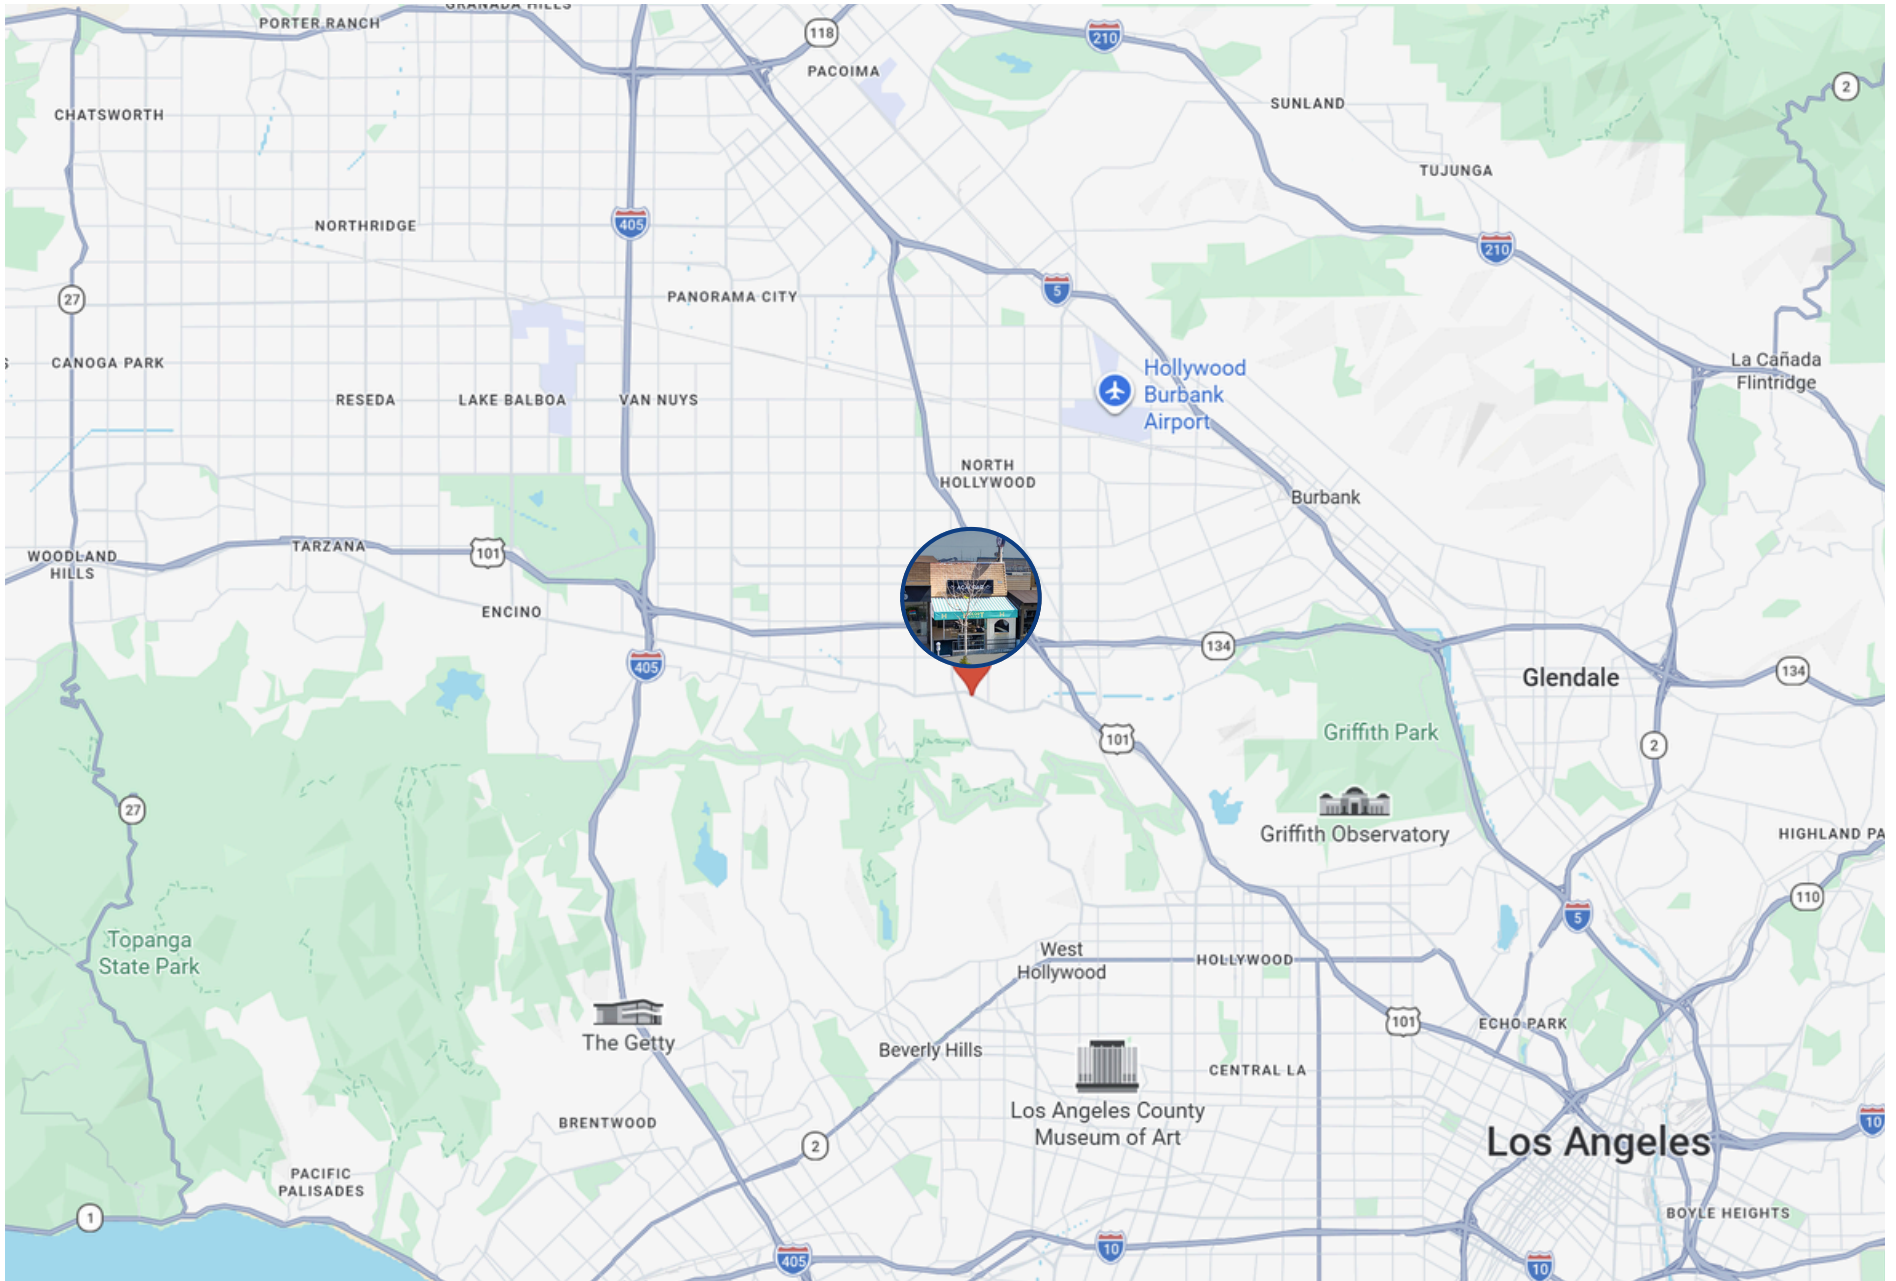 GRANADA HILLS
PORTER RANCH
118
210
PACOIMA
2
CHATSWORTH
SUNLAND
TUJUNGA
NORTHRIDGE
405
210
27
PANORAMA CITY
5
CANOGA PARK
Hollywood
Burbank
Airport
La Cañada
Flintridge
RESEDA
LAKE BALBOA
VAN NUYS
NORTH
HOLLYWOOD
Burbank
WOODLAND
HILLS
TARZANA
101
ENCINO
405
134
Glendale
134
Griffith Park
101
2
27
Griffith Observatory
HIGHLAND PA
110
5
Topanga
State Park
West
Hollywood
HOLLYWOOD
The Getty
101
ECHO PARK
Beverly Hills
CENTRAL LA
Los Angeles County
Museum of Art
BRENTWOOD
2
10
Los Angeles
PACIFIC
PALISADES
1
BOYLE HEIGHTS
405
10
10